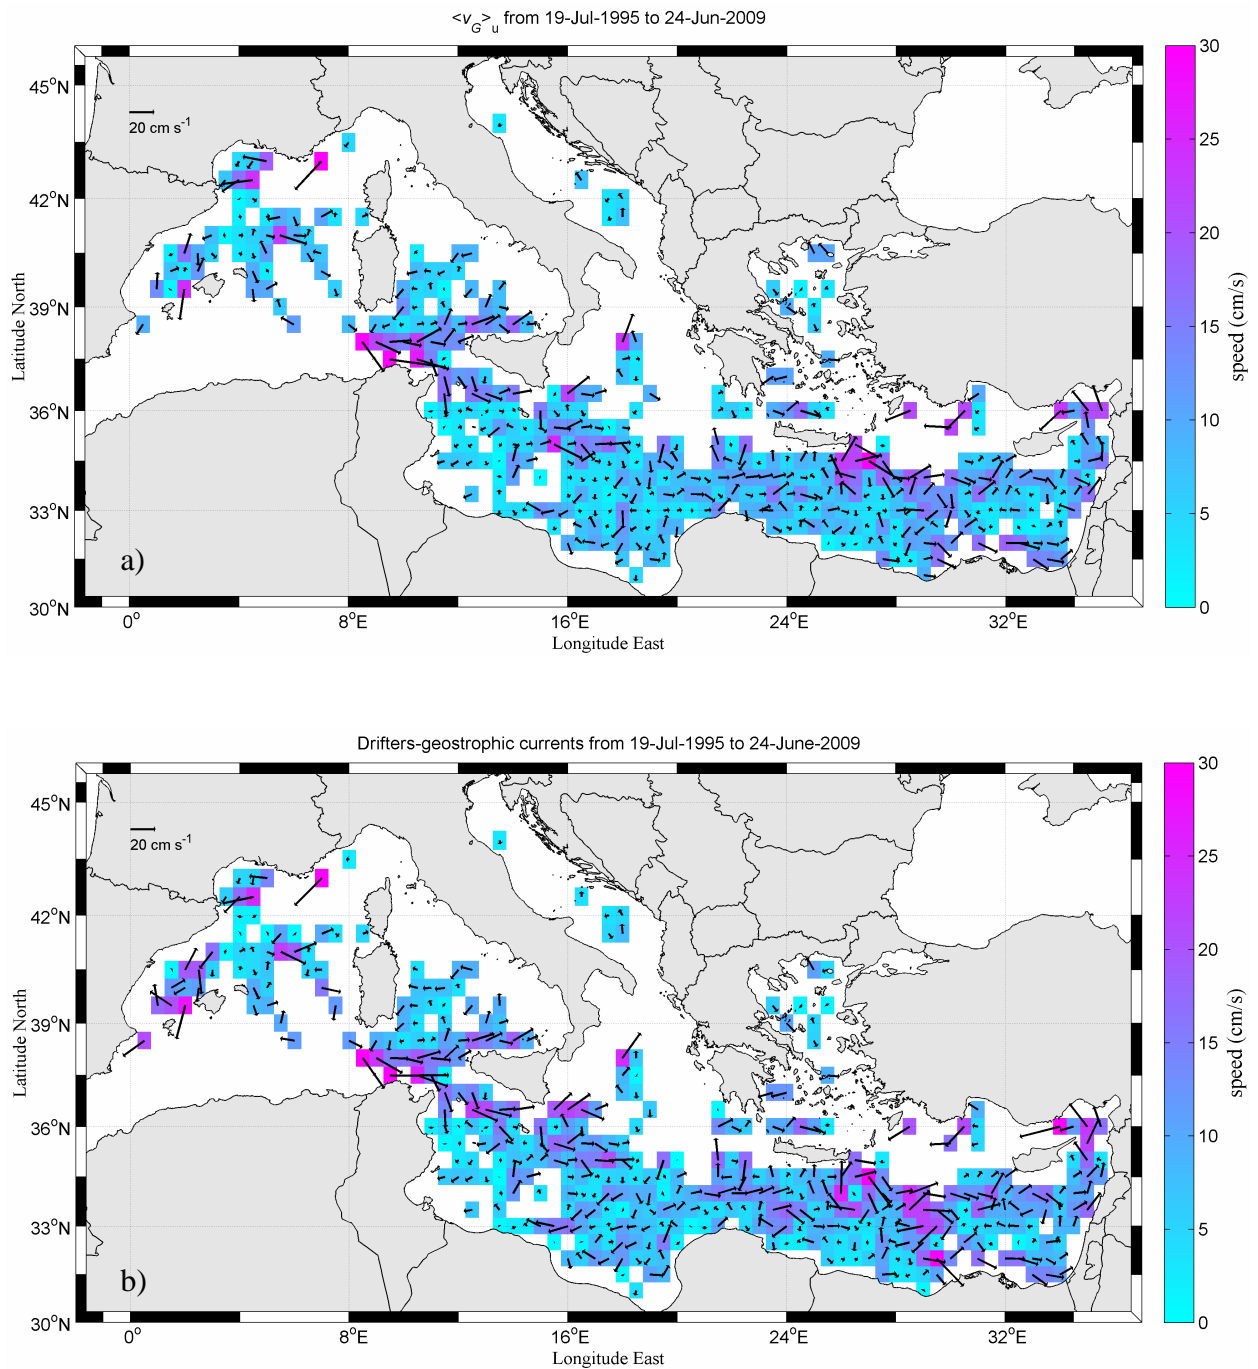 <v_G>_u from 19-Jul-1995 to 24-Jun-2009
45°N
42°N
39°N
36°N
33°N
30°N
Latitude North
20 cm s⁻¹
a)
0°
8°E
16°E
24°E
32°E
Longitude East
30
25
20
15
10
5
0
speed (cm/s)
Drifters-geostrophic currents from 19-Jul-1995 to 24-June-2009
45°N
42°N
39°N
36°N
33°N
30°N
Latitude North
20 cm s⁻¹
b)
0°
8°E
16°E
24°E
32°E
Longitude East
30
25
20
15
10
5
0
speed (cm/s)